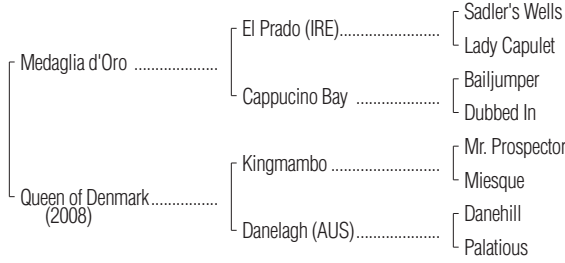 Sadler's Wells
El Prado (IRE)....................
Lady Capulet
Medaglia d'Oro .................
Bailjumper
Cappucino Bay .................
Dubbed In
Mr. Prospector
Kingmambo ......................
Miesque
Queen of Denmark..............
(2008)
Danehill
Danelagh (AUS).................
Palatious